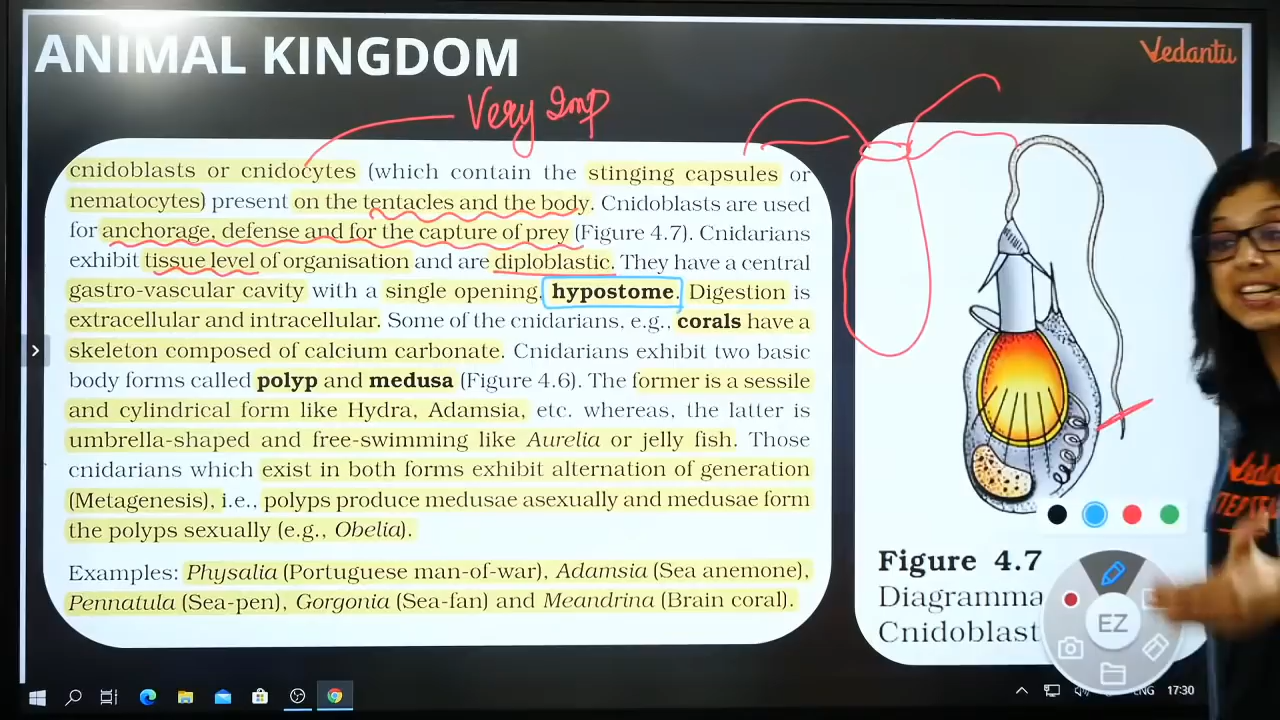 ANIMAL KINGDOM
Vedantu
Very Imp
cnidoblasts or cnidocytes (which contain the stinging capsules or
nematocytes) present on the tentacles and the body. Cnidoblasts are used
for anchorage, defense and for the capture of prey (Figure 4.7). Cnidarians
exhibit tissue level of organisation and are diploblastic. They have a central
gastro-vascular cavity with a single opening, hypostome. Digestion is
extracellular and intracellular. Some of the cnidarians, e.g., corals have a
skeleton composed of calcium carbonate. Cnidarians exhibit two basic
body forms called polyp and medusa (Figure 4.6). The former is a sessile
and cylindrical form like Hydra, Adamsia, etc. whereas, the latter is
umbrella-shaped and free-swimming like Aurelia or jelly fish. Those
cnidarians which exist in both forms exhibit alternation of generation
(Metagenesis), i.e., polyps produce medusae asexually and medusae form
the polyps sexually (e.g., Obelia).
Examples: Physalia (Portuguese man-of-war), Adamsia (Sea anemone),
Pennatula (Sea-pen), Gorgonia (Sea-fan) and Meandrina (Brain coral).
Figure 4.7
Diagramma
Cnidoblast
EZ
Vedantu
ENG 17:30